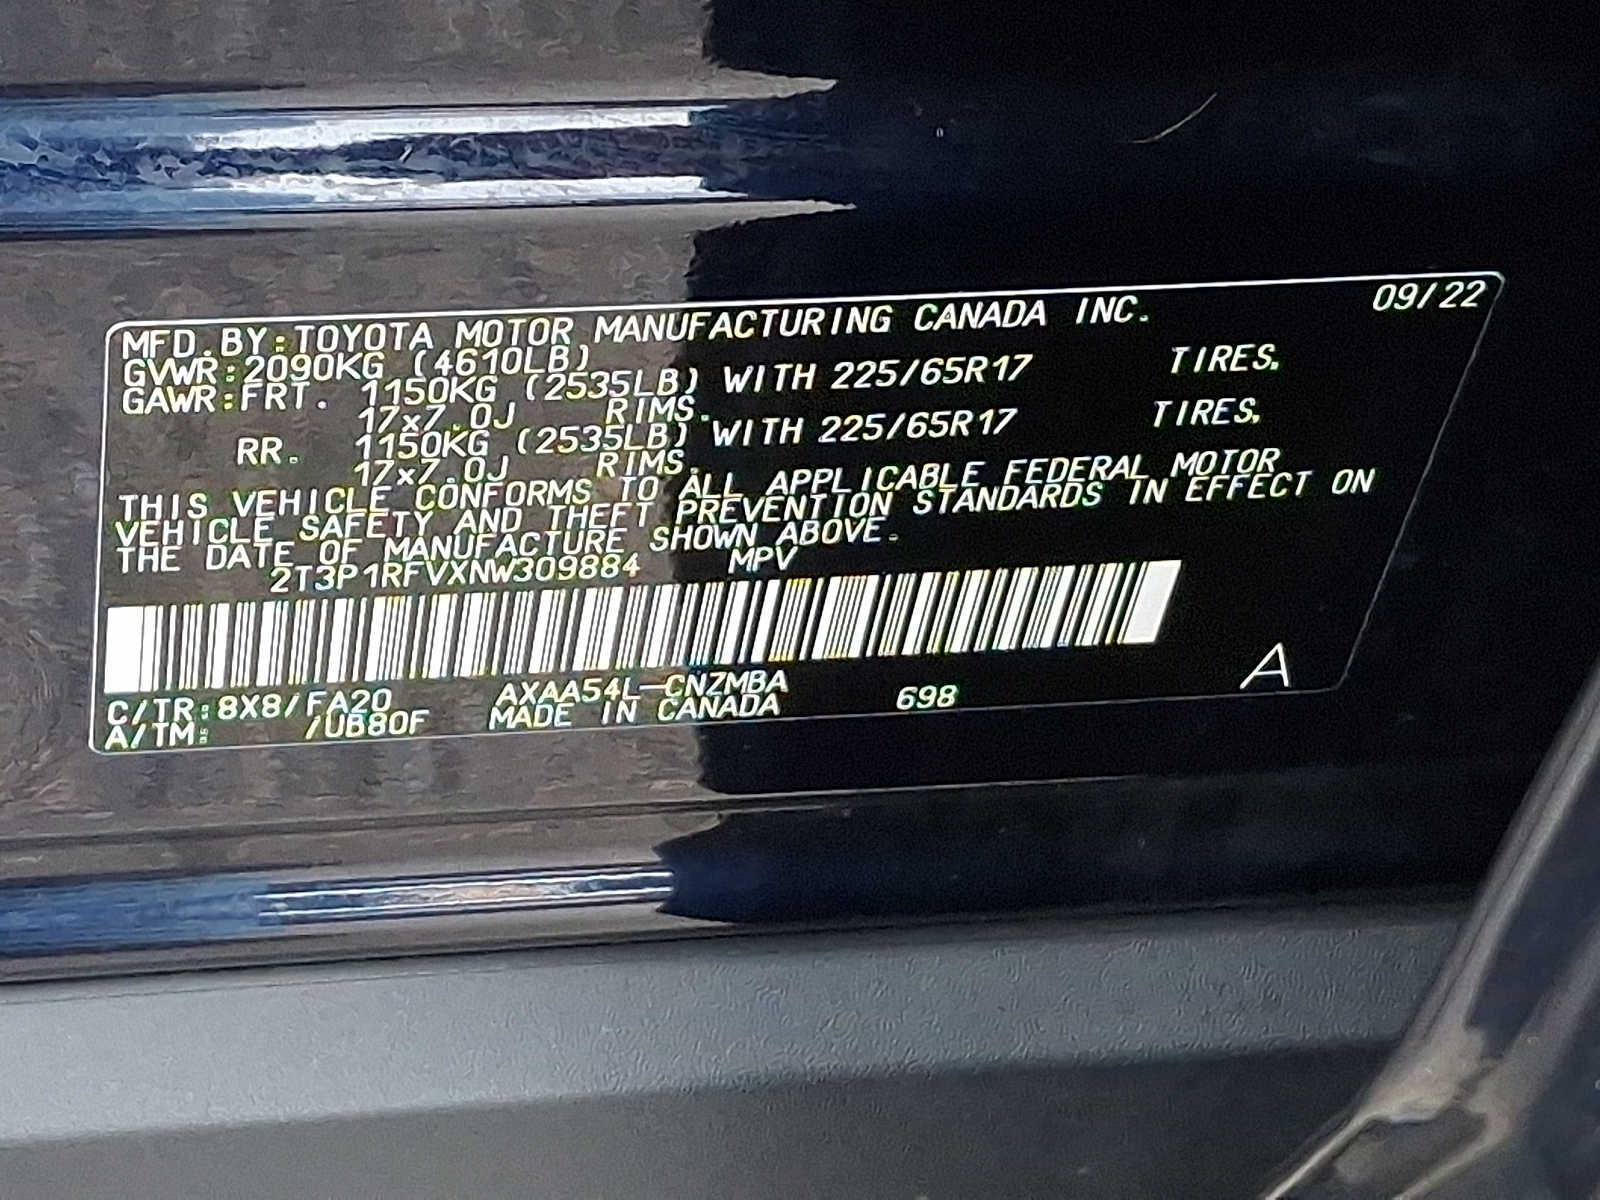 MFD.BY:TOYOTA MOTOR MANUFACTURING CANADA INC. 09/22
GVWR:2090KG (4610LB)
GAWR:FRT. 1150KG (2535LB) WITH 225/65R17 TIRES.
17x7.0J RIMS.
RR. 1150KG (2535LB) WITH 225/65R17 TIRES.
17x7.0J RIMS.
THIS VEHICLE CONFORMS TO ALL APPLICABLE FEDERAL MOTOR
VEHICLE SAFETY AND THEFT PREVENTION STANDARDS IN EFFECT ON
THE DATE OF MANUFACTURE SHOWN ABOVE.
2T3P1RFVXNW309884 MPV
C/TR:8X8/FA20 AXAA54L-CNZMBA 698 A
A/TM: /UB80F MADE IN CANADA